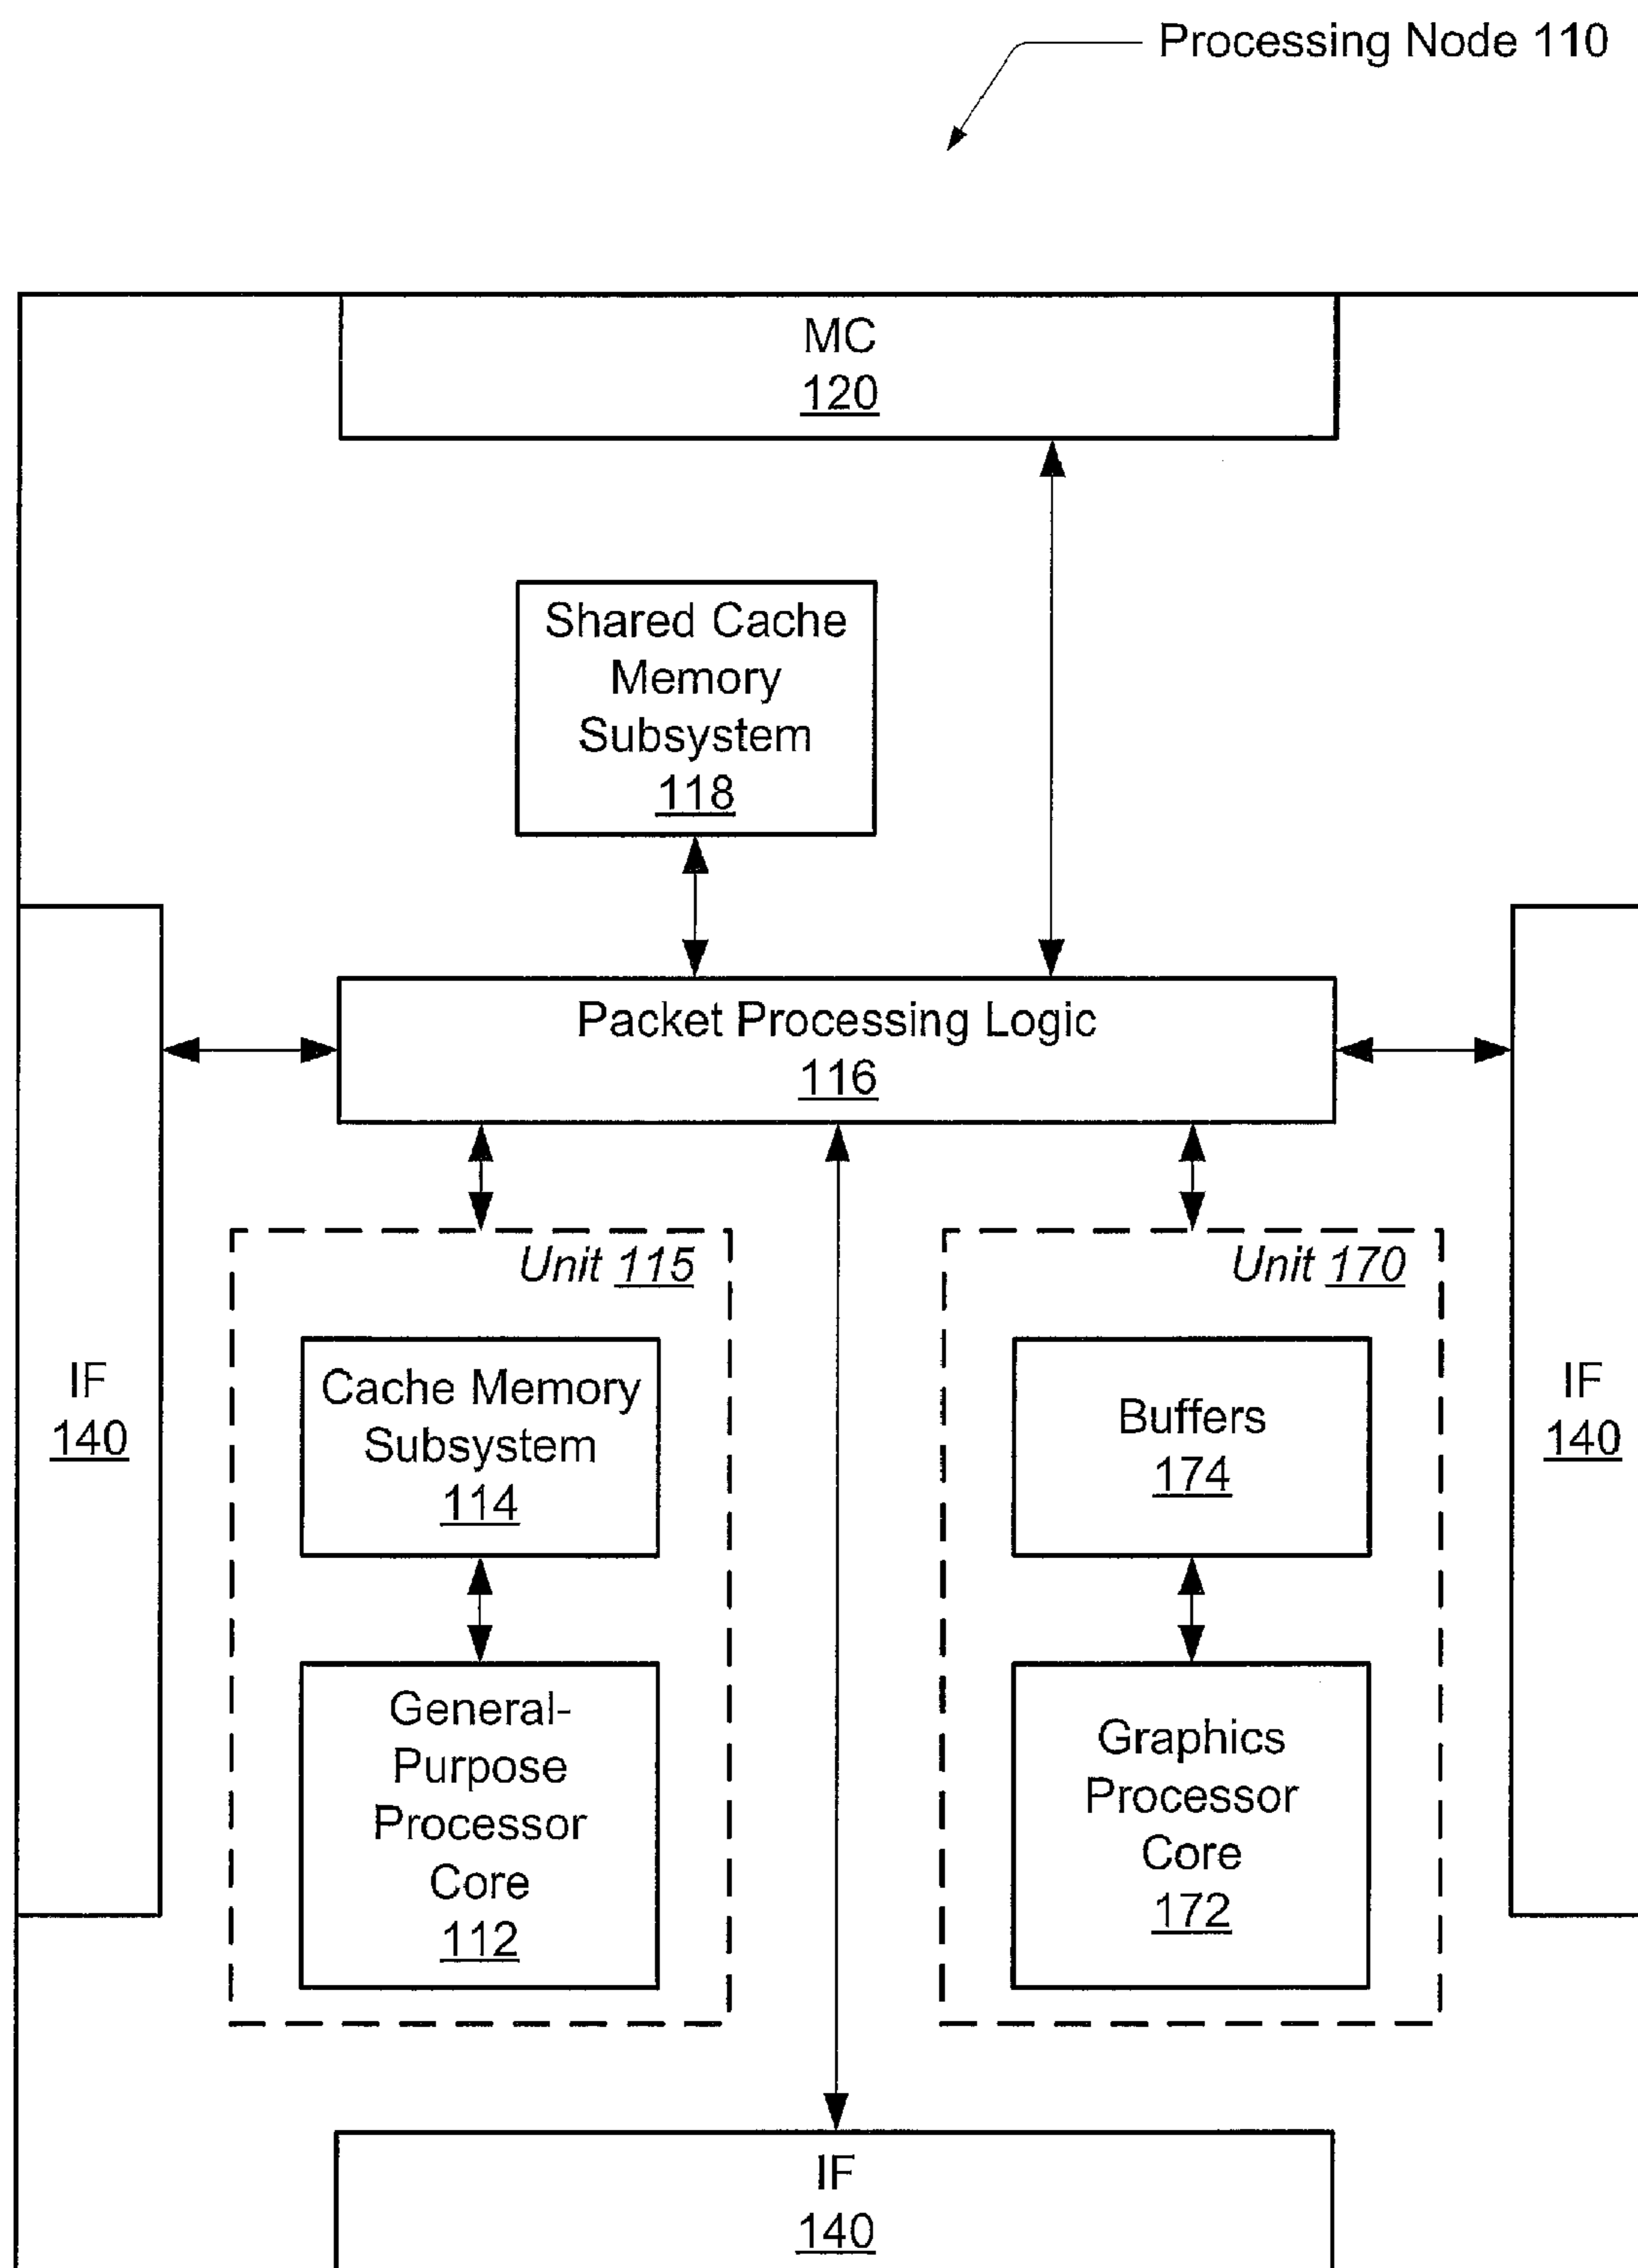 Processing Node 110
MC
120
Shared Cache
Memory
Subsystem
118
Packet Processing Logic
116
Unit 115
Unit 170
IF
140
Cache Memory
Subsystem
114
Buffers
174
IF
140
General-
Purpose
Processor
Core
112
Graphics
Processor
Core
172
IF
140